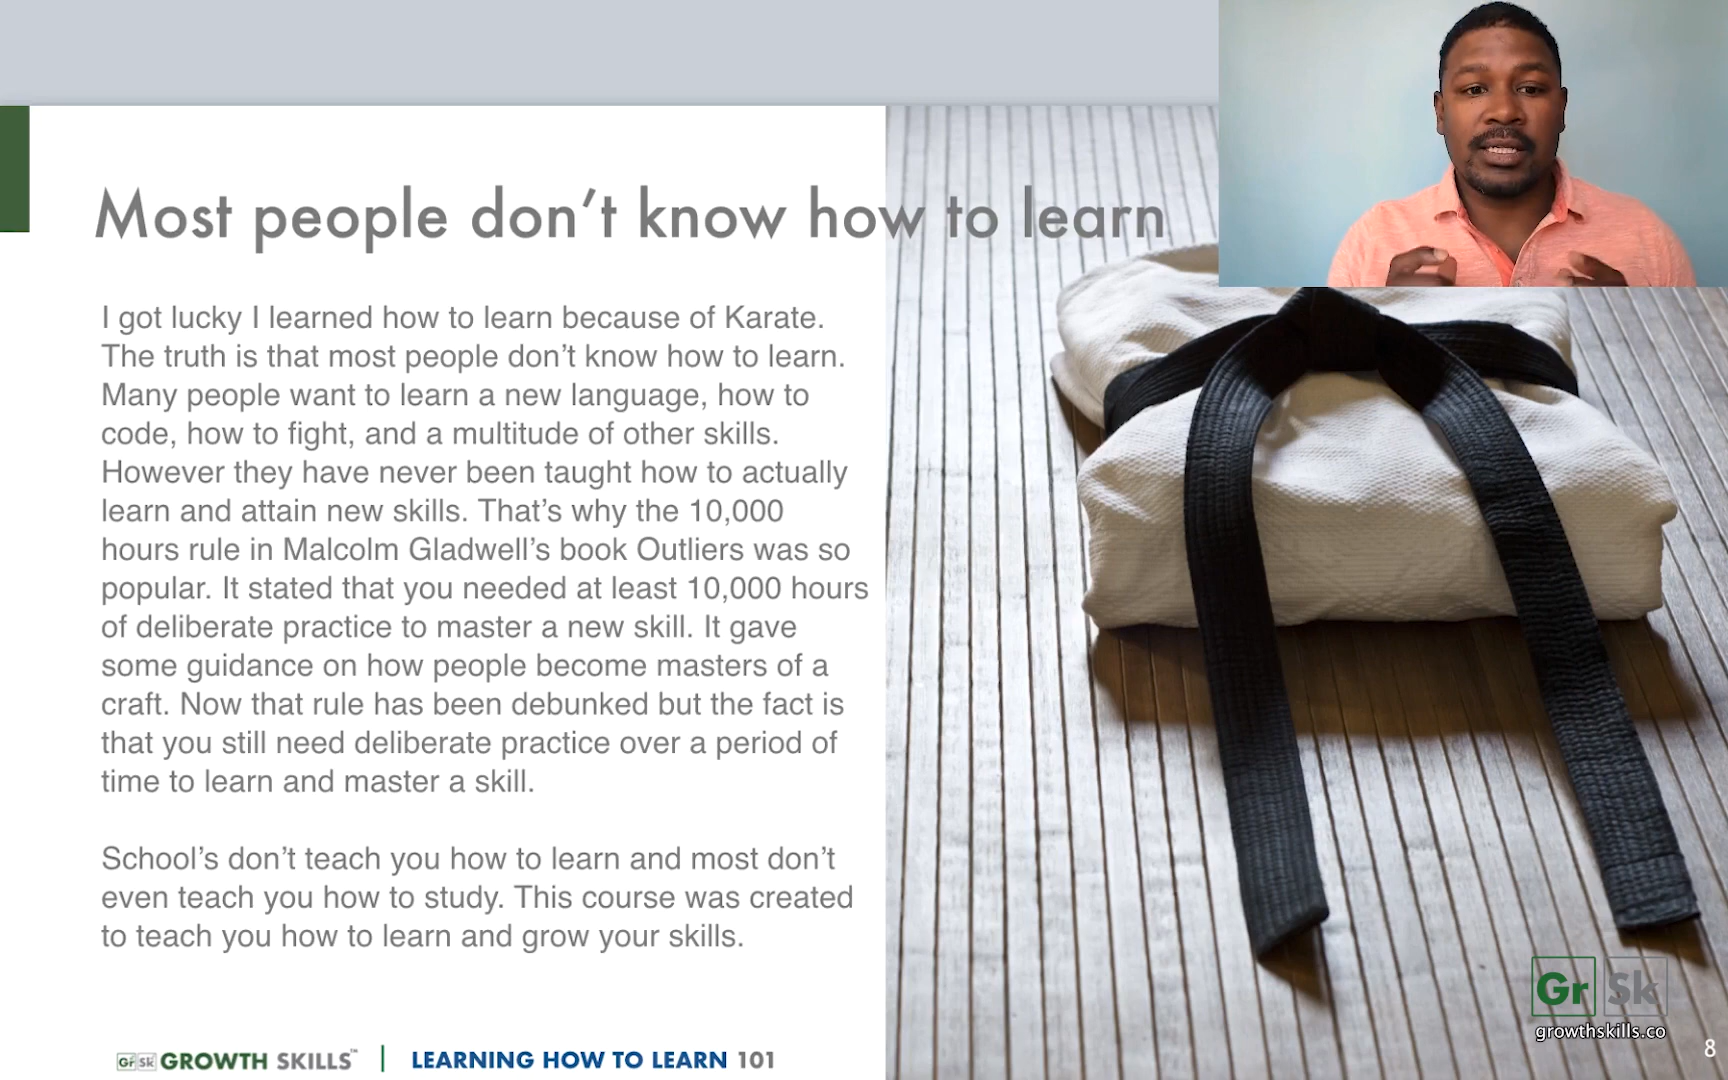 Most people don’t know how to learn
I got lucky I learned how to learn because of Karate.
The truth is that most people don’t know how to learn.
Many people want to learn a new language, how to
code, how to fight, and a multitude of other skills.
However they have never been taught how to actually
learn and attain new skills. That’s why the 10,000
hours rule in Malcolm Gladwell’s book Outliers was so
popular. It stated that you needed at least 10,000 hours
of deliberate practice to master a new skill. It gave
some guidance on how people become masters of a
craft. Now that rule has been debunked but the fact is
that you still need deliberate practice over a period of
time to learn and master a skill.
School’s don’t teach you how to learn and most don’t
even teach you how to study. This course was created
to teach you how to learn and grow your skills.
Gr Sk
growthskills.co
Gr Sk GROWTH SKILLS™ | LEARNING HOW TO LEARN 101
8